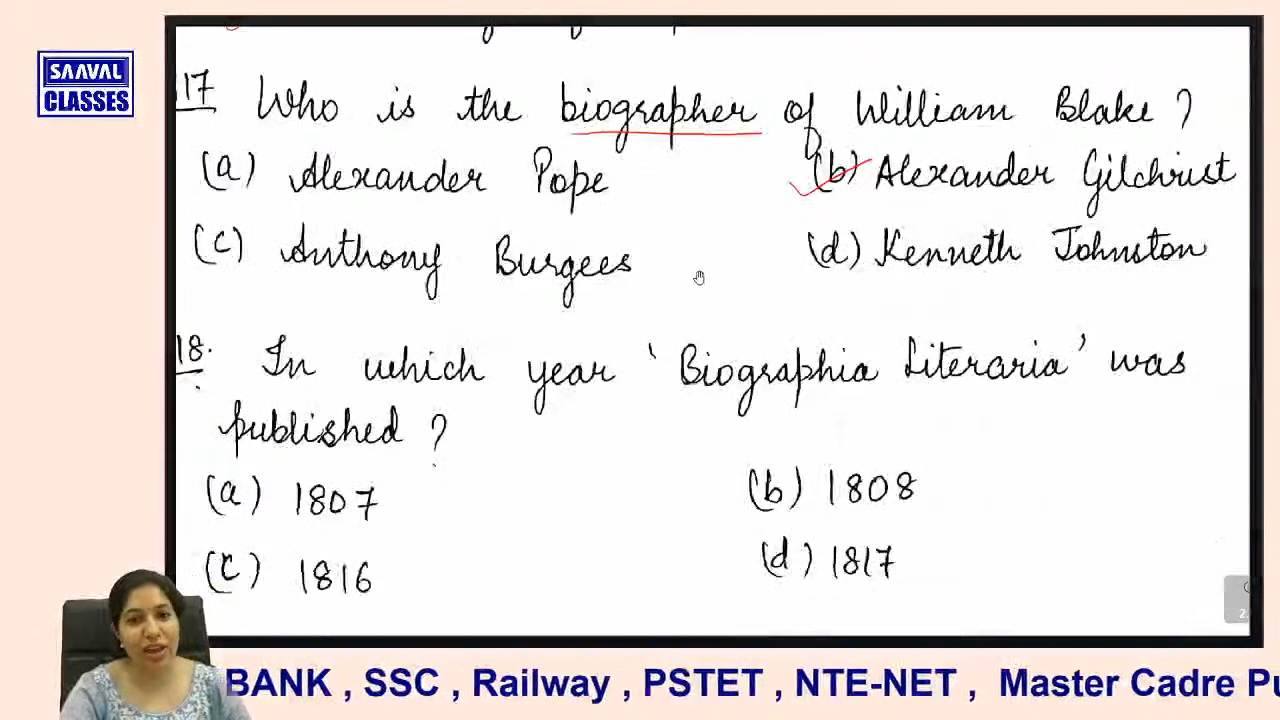 SAAVAL
CLASSES
17 Who is the biographer of William Blake ?
(a) Alexander Pope (b) Alexander Gilchrist
(c) Anthony Burgees (d) Kenneth Johnston
18. In which year ‘Biographia Literaria’ was
published ?
(a) 1807 (b) 1808
(c) 1816 (d) 1817
BANK , SSC , Railway , PSTET , NTE-NET , Master Cadre Pu